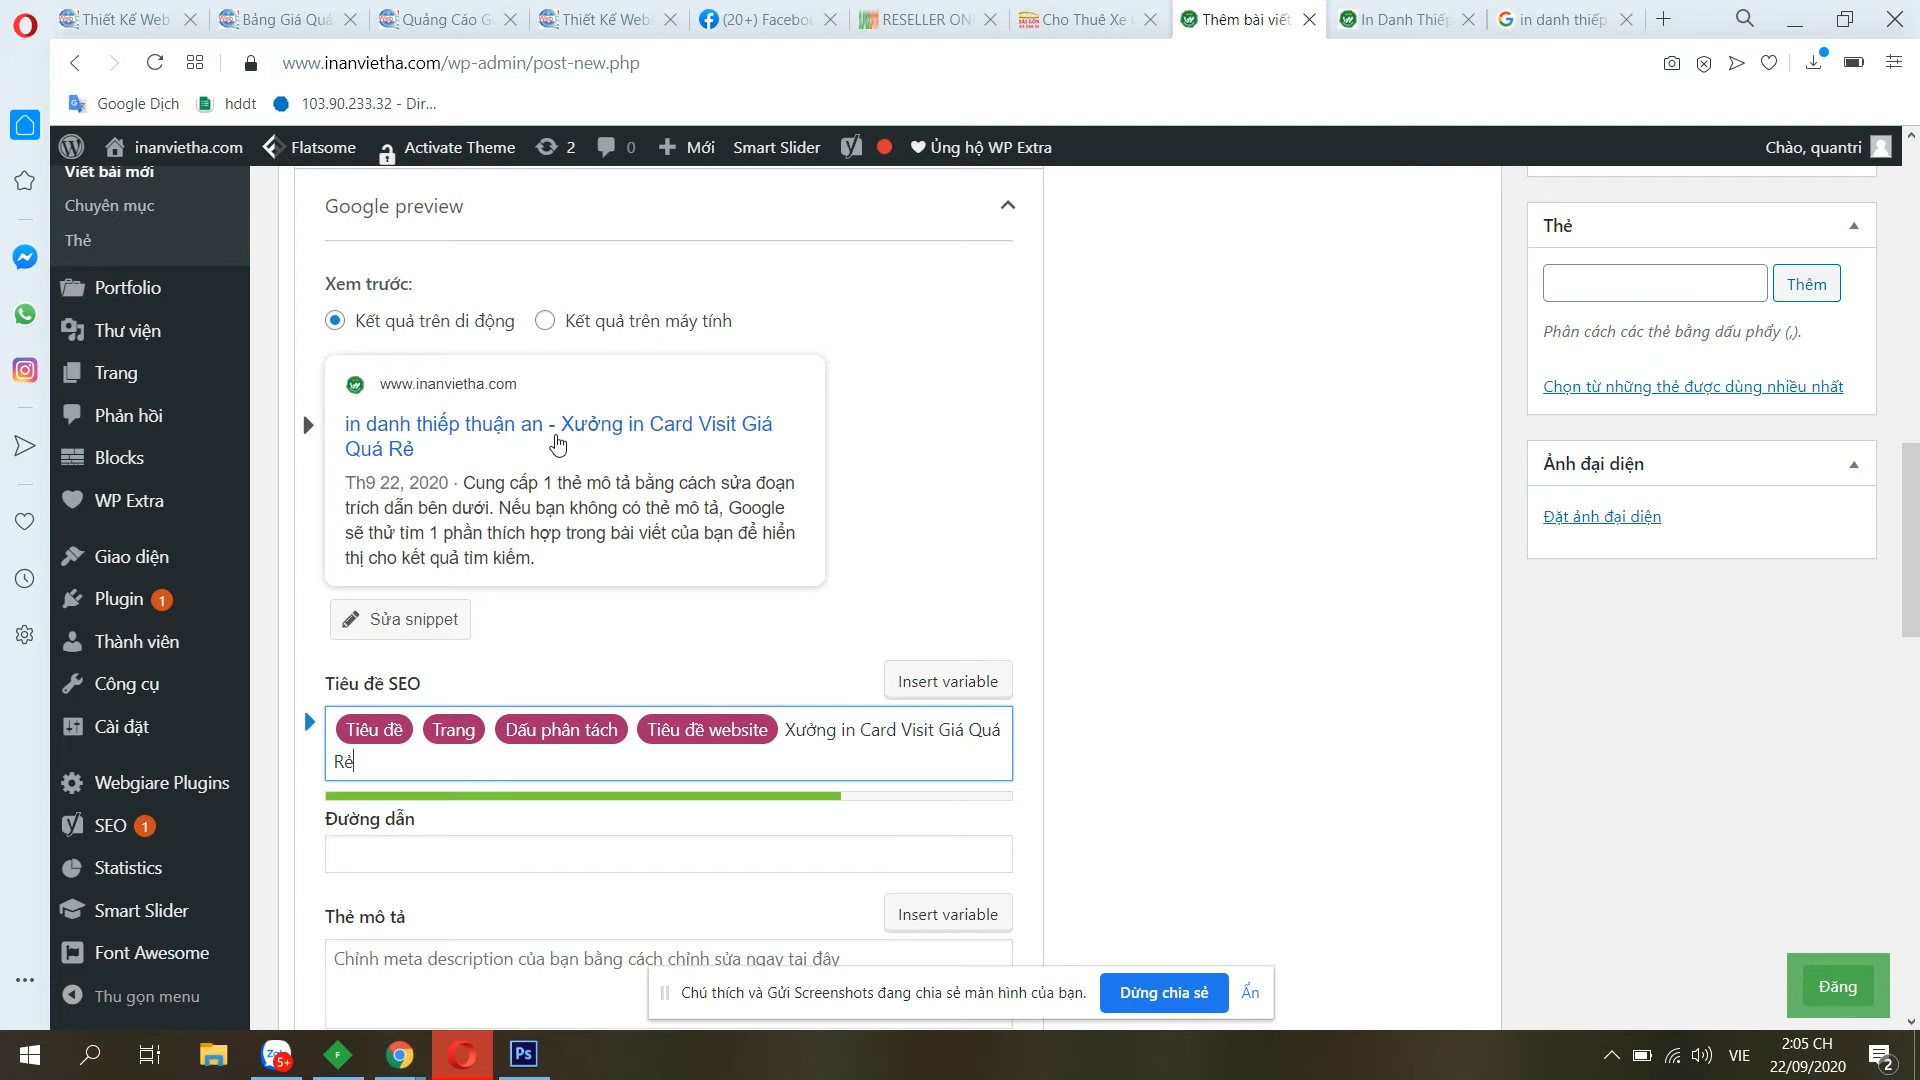 Thiết Kế Web
Bảng Giá Quả
Quảng Cáo G
Thiết Kế Webs
(20+) Faceboo
RESELLER ON
Cho Thuê Xe
Thêm bài viết
In Danh Thiếp
in danh thiếp
www.inanvietha.com/wp-admin/post-new.php
Google Dịch
hddt
103.90.233.32 - Dir...
inanvietha.com
Flatsome
Activate Theme
2
0
Mới
Smart Slider
Ủng hộ WP Extra
Chào, quantri
Viết bài mới
Chuyên mục
Thẻ
Portfolio
Thư viện
Trang
Phản hồi
Blocks
WP Extra
Giao diện
Plugin 1
Thành viên
Công cụ
Cài đặt
Webgiare Plugins
SEO 1
Statistics
Smart Slider
Font Awesome
Thu gọn menu
Google preview
Xem trước:
Kết quả trên di động
Kết quả trên máy tính
www.inanvietha.com
in danh thiếp thuận an - Xưởng in Card Visit Giá
Quá Rẻ
Th9 22, 2020 · Cung cấp 1 thẻ mô tả bằng cách sửa đoạn
trích dẫn bên dưới. Nếu bạn không có thẻ mô tả, Google
sẽ thử tìm 1 phần thích hợp trong bài viết của bạn để hiển
thị cho kết quả tìm kiếm.
Sửa snippet
Tiêu đề SEO
Insert variable
Tiêu đề Trang Dấu phân tách Tiêu đề website Xưởng in Card Visit Giá Quá
Rẻ
Đường dẫn
Thẻ mô tả
Insert variable
Chỉnh meta description của bạn bằng cách chỉnh sửa ngay tại đây
Thẻ
Thêm
Phân cách các thẻ bằng dấu phẩy (,).
Chọn từ những thẻ được dùng nhiều nhất
Ảnh đại diện
Đặt ảnh đại diện
Đăng
Chú thích và Gửi Screenshots đang chia sẻ màn hình của bạn.
Dừng chia sẻ
Ẩn
5+
Ps
VIE
2:05 CH
22/09/2020
2